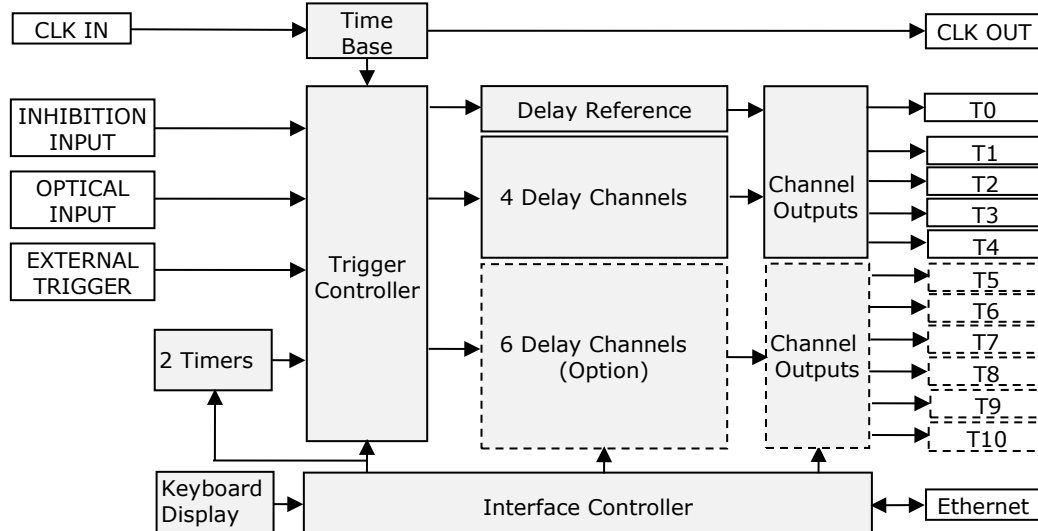 CLK IN
Time
Base
CLK OUT
INHIBITION
INPUT
OPTICAL
INPUT
EXTERNAL
TRIGGER
2 Timers
Trigger
Controller
Delay Reference
4 Delay Channels
6 Delay Channels
(Option)
Channel
Outputs
Channel
Outputs
T0
T1
T2
T3
T4
T5
T6
T7
T8
T9
T10
Keyboard
Display
Interface Controller
Ethernet